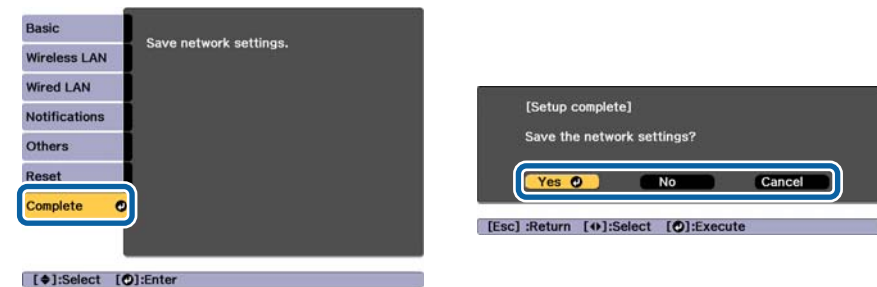 Basic
Wireless LAN
Wired LAN
Notifications
Others
Reset
Complete
Save network settings.
[◆]:Select [↵]:Enter
[Setup complete]
Save the network settings?
Yes No Cancel
[Esc] :Return [◀▶]:Select [↵]:Execute